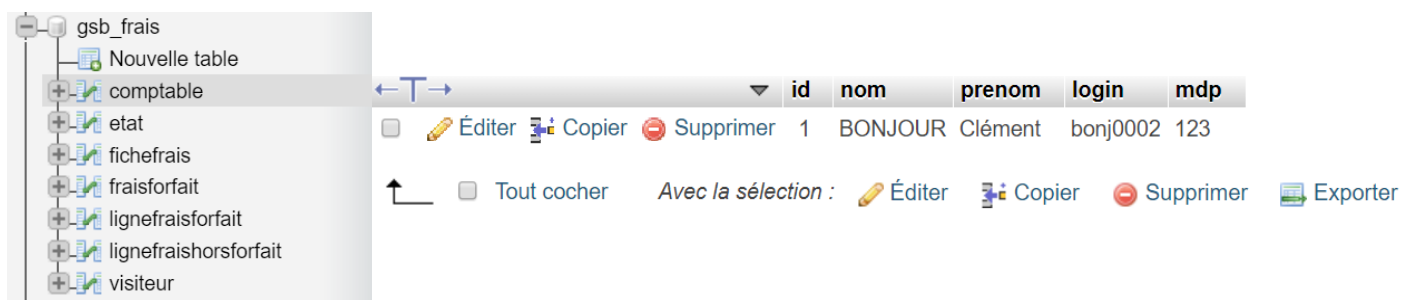 gsb_frais
Nouvelle table
comptable
etat
fichefrais
fraisforfait
lignefraisforfait
lignefraishorsforfait
visiteur
id nom prenom login mdp
Éditer Copier Supprimer 1 BONJOUR Clément bonj0002 123
Tout cocher Avec la sélection : Éditer Copier Supprimer Exporter